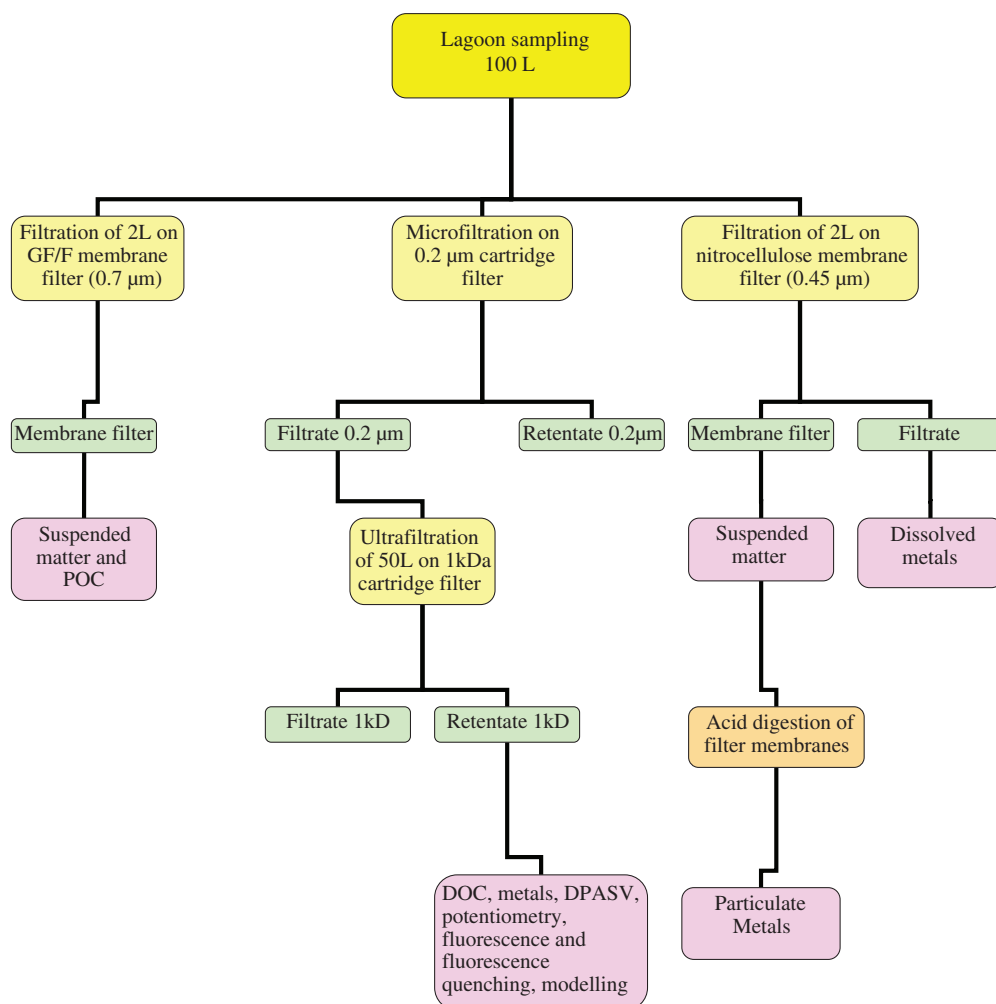 Lagoon sampling
100 L
Filtration of 2L on
GF/F membrane
filter (0.7 µm)
Microfiltration on
0.2 µm cartridge
filter
Filtration of 2L on
nitrocellulose membrane
filter (0.45 µm)
Membrane filter
Filtrate 0.2 µm
Retentate 0.2µm
Membrane filter
Filtrate
Suspended
matter and
POC
Ultrafiltration
of 50L on 1kDa
cartridge filter
Suspended
matter
Dissolved
metals
Filtrate 1kD
Retentate 1kD
Acid digestion of
filter membranes
DOC, metals, DPASV,
potentiometry,
fluorescence and
fluorescence
quenching, modelling
Particulate
Metals